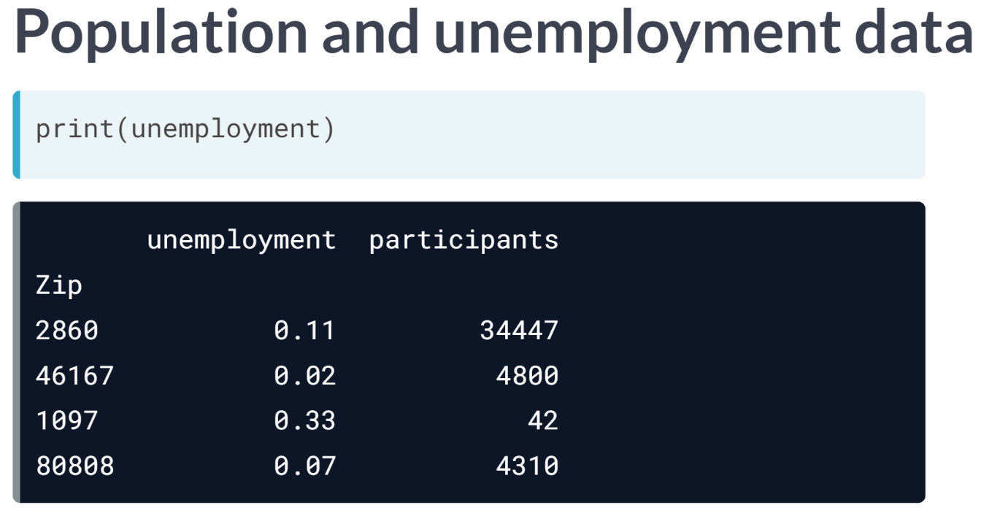 Population and unemployment data
print(unemployment)
unemployment participants
Zip
2860 0.11 34447
46167 0.02 4800
1097 0.33 42
80808 0.07 4310